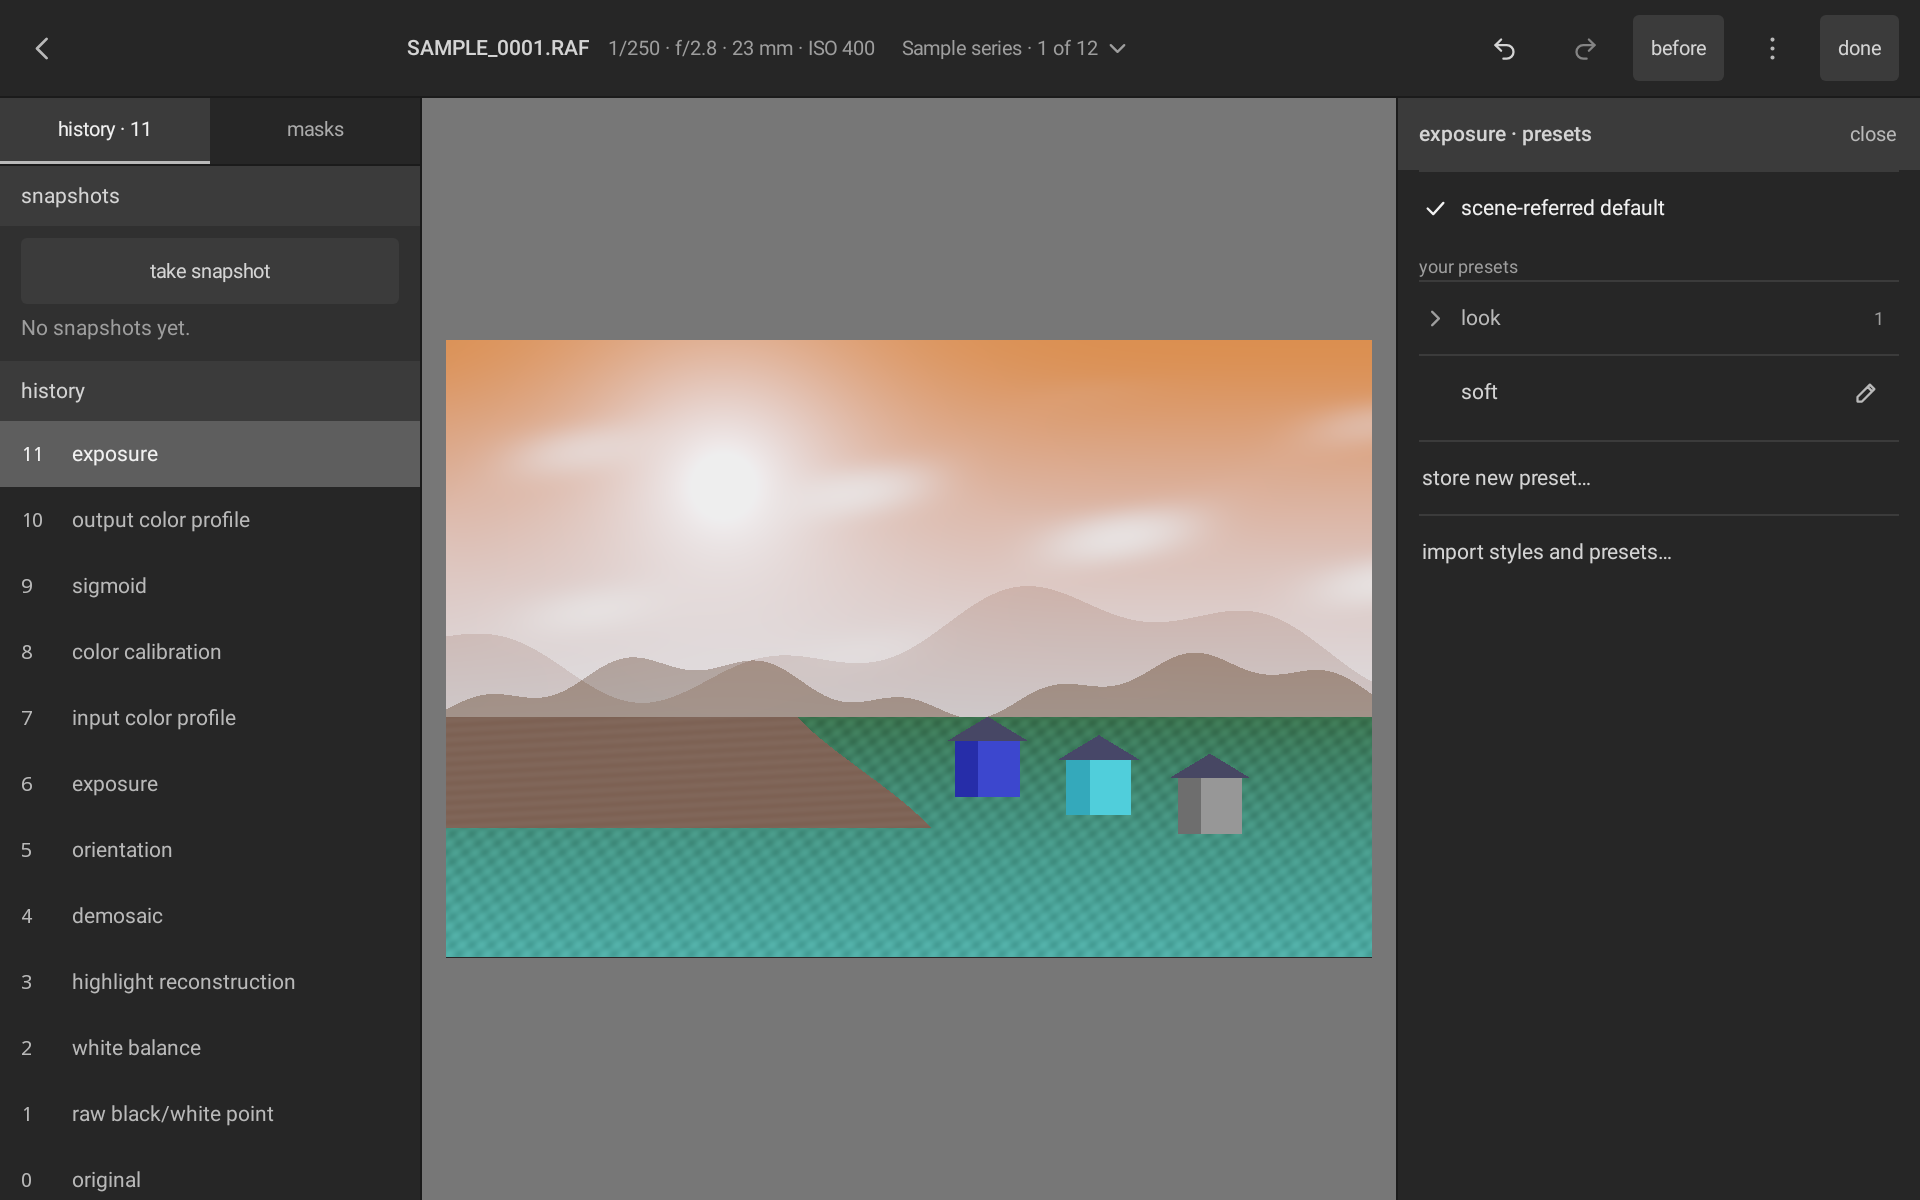 SAMPLE_0001.RAF 1/250 · f/2.8 · 23 mm · ISO 400 Sample series · 1 of 12 before done
history · 11 masks
snapshots
take snapshot
No snapshots yet.
history
11 exposure
10 output color profile
9 sigmoid
8 color calibration
7 input color profile
6 exposure
5 orientation
4 demosaic
3 highlight reconstruction
2 white balance
1 raw black/white point
0 original
exposure · presets close
scene-referred default
your presets
look 1
soft
store new preset...
import styles and presets...